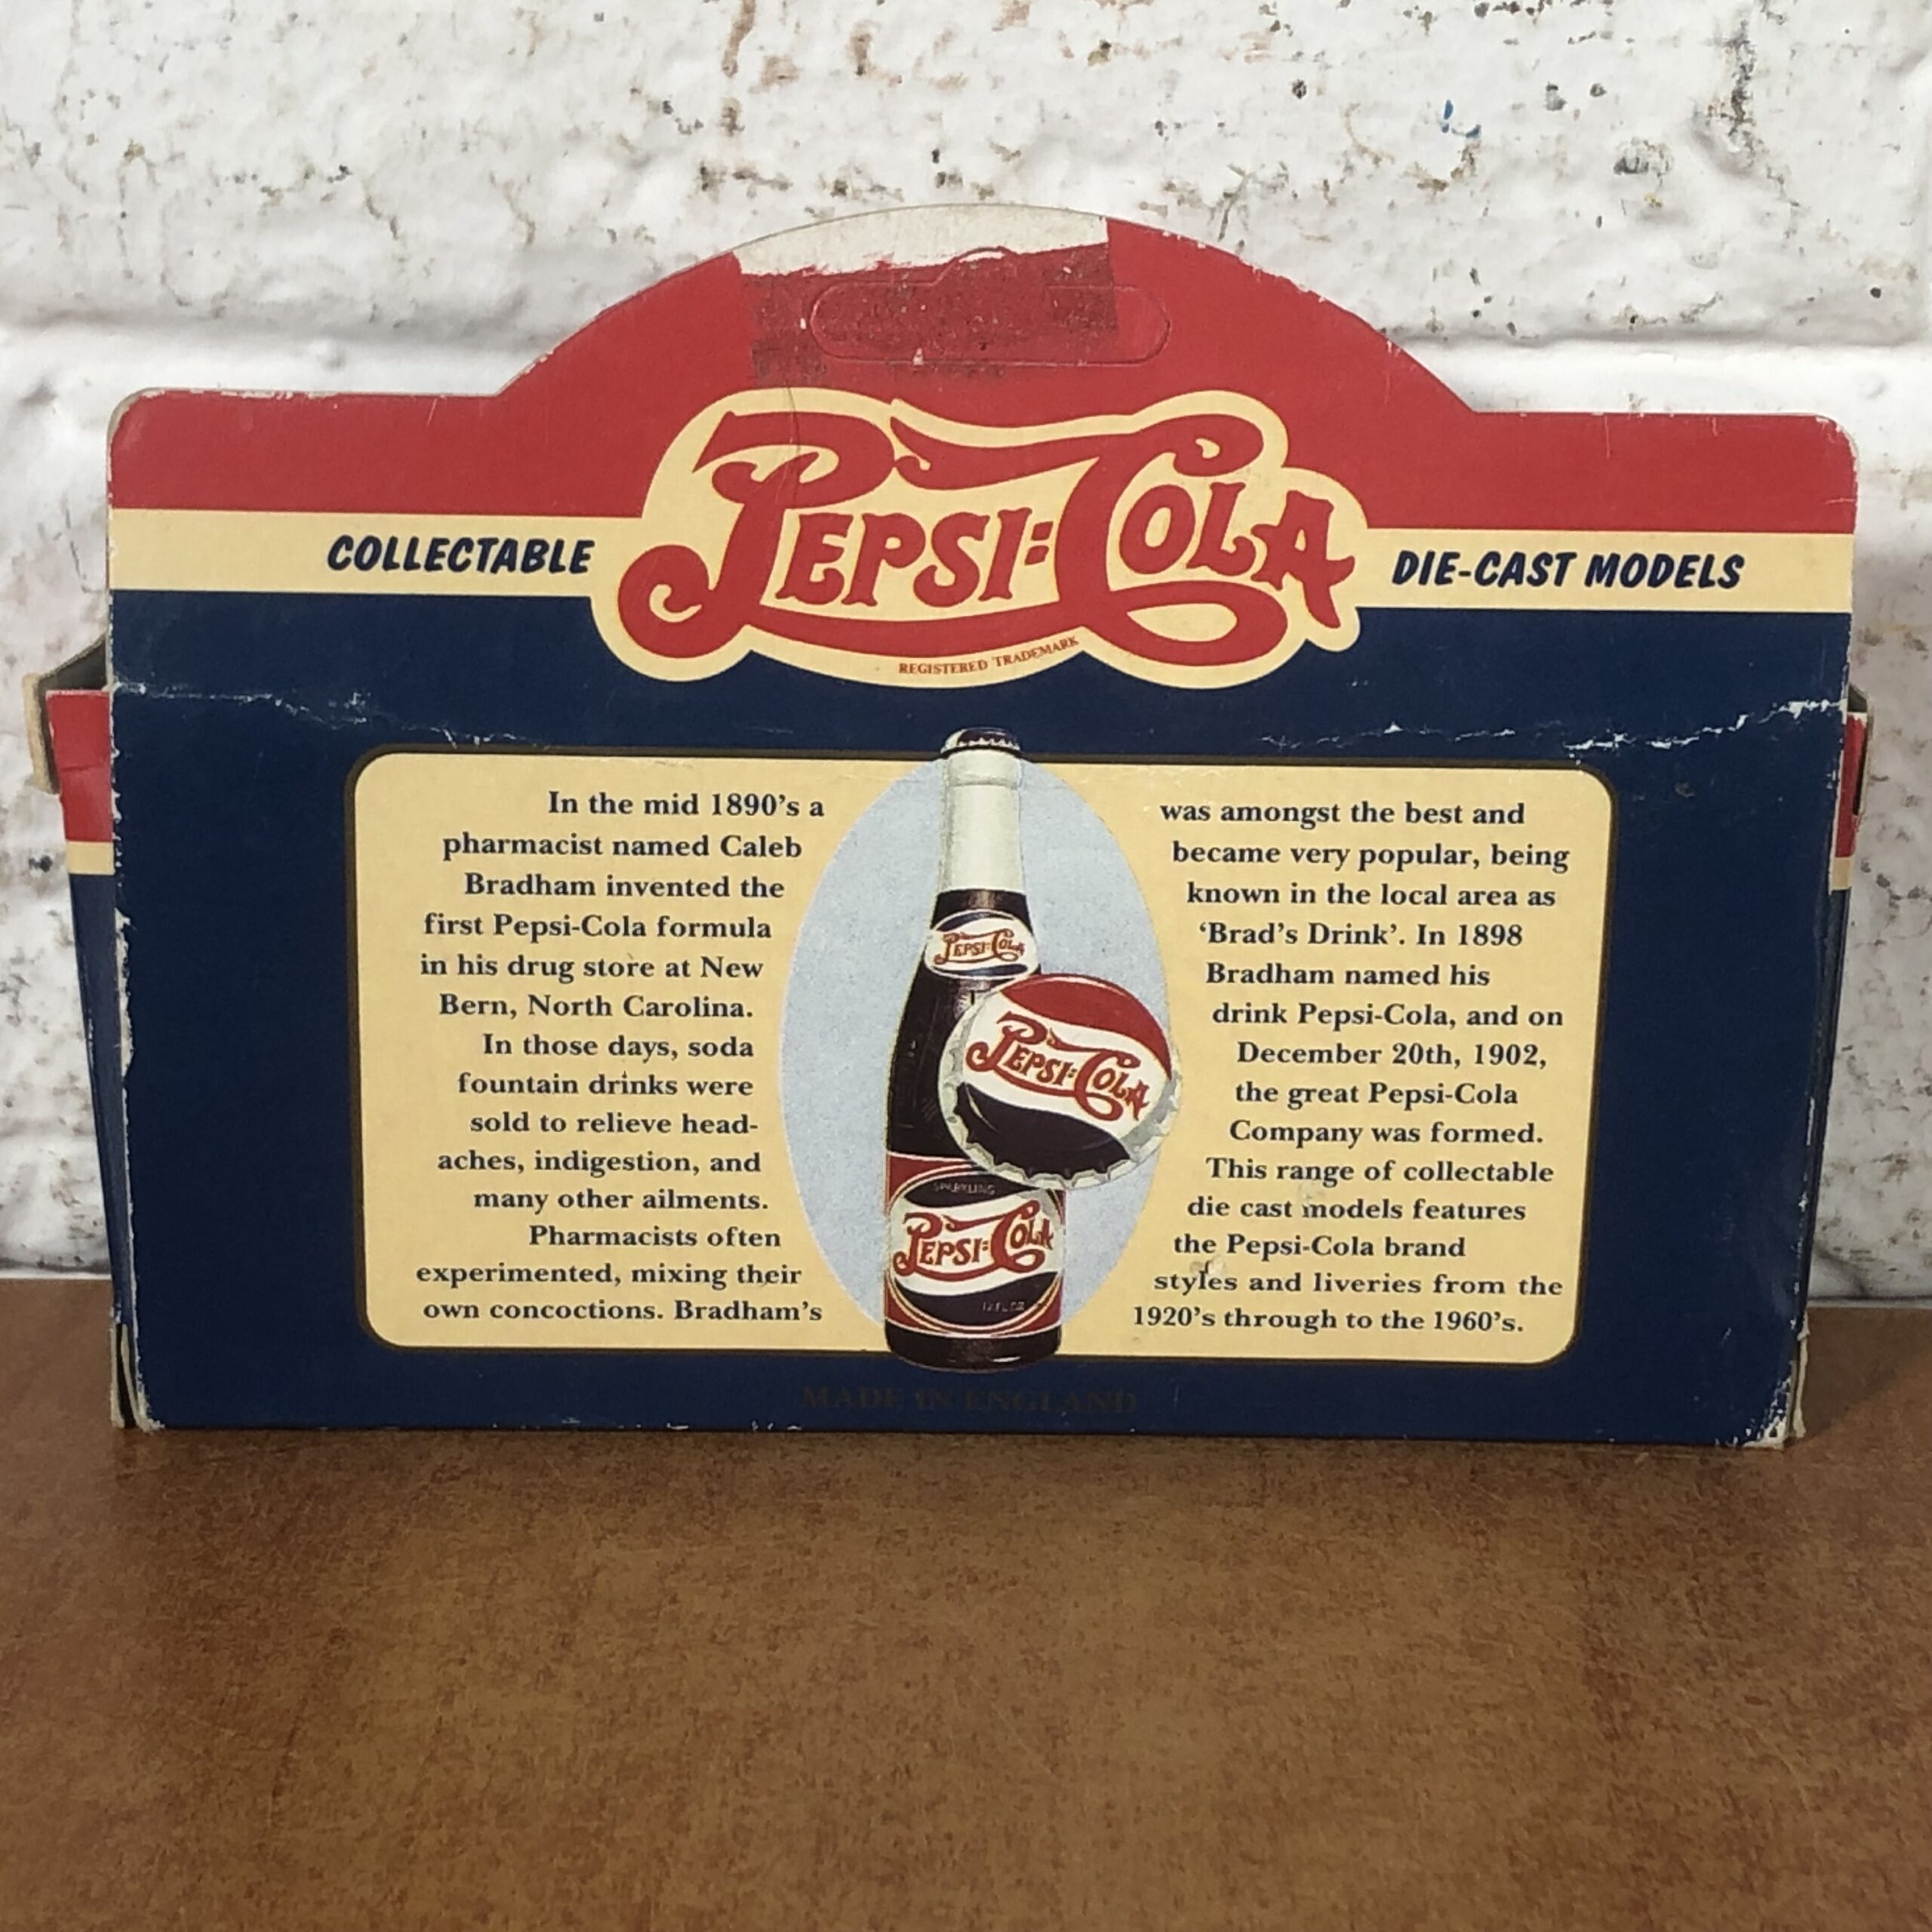 COLLECTABLE
PEPSI=COLA
DIE-CAST MODELS
REGISTERED TRADEMARK
In the mid 1890's a
pharmacist named Caleb
Bradham invented the
first Pepsi-Cola formula
in his drug store at New
Bern, North Carolina.
In those days, soda
fountain drinks were
sold to relieve head-
aches, indigestion, and
many other ailments.
Pharmacists often
experimented, mixing their
own concoctions. Bradham's
PEPSI=COLA
PEPSI=COLA
SPARKLING
PEPSI=COLA
12 FL. OZ.
was amongst the best and
became very popular, being
known in the local area as
‘Brad's Drink’. In 1898
Bradham named his
drink Pepsi-Cola, and on
December 20th, 1902,
the great Pepsi-Cola
Company was formed.
This range of collectable
die cast models features
the Pepsi-Cola brand
styles and liveries from the
1920's through to the 1960's.
MADE IN ENGLAND